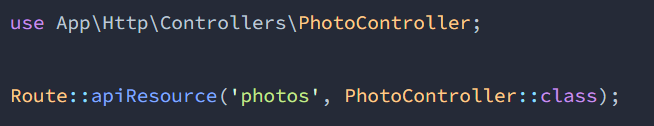 use App\Http\Controllers\PhotoController;
Route::apiResource('photos', PhotoController::class);